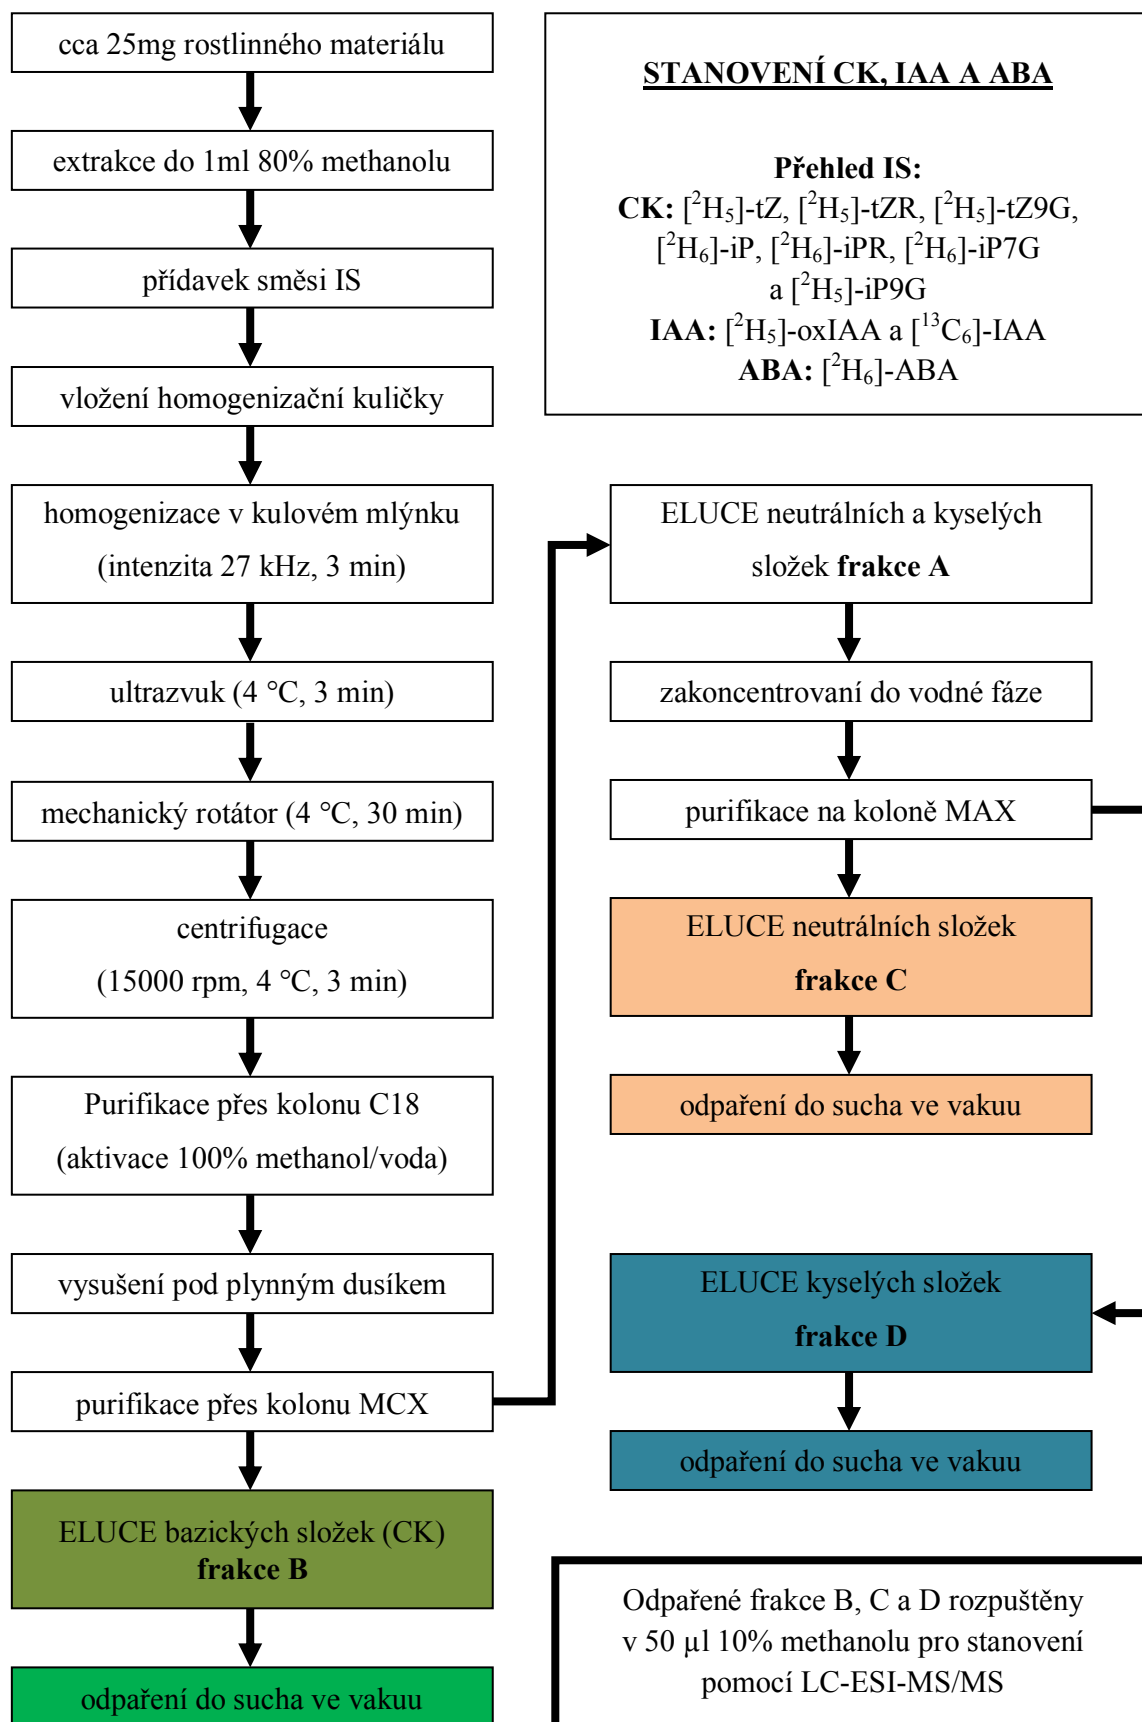 cca 25mg rostlinného materiálu
extrakce do 1ml 80% methanolu
přídavek směsi IS
vložení homogenizační kuličky
homogenizace v kulovém mlýnku
(intenzita 27 kHz, 3 min)
ultrazvuk (4 °C, 3 min)
mechanický rotátor (4 °C, 30 min)
centrifugace
(15000 rpm, 4 °C, 3 min)
Purifikace přes kolonu C18
(aktivace 100% methanol/voda)
vysušení pod plynným dusíkem
purifikace přes kolonu MCX
ELUCE bazických složek (CK)
frakce B
odpaření do sucha ve vakuu
STANOVENÍ CK, IAA A ABA
Přehled IS:
CK: [²H₅]-tZ, [²H₅]-tZR, [²H₅]-tZ9G,
[²H₆]-iP, [²H₆]-iPR, [²H₆]-iP7G
a [²H₅]-iP9G
IAA: [²H₅]-oxIAA a [¹³C₆]-IAA
ABA: [²H₆]-ABA
ELUCE neutrálních a kyselých
složek frakce A
zakoncentrovaní do vodné fáze
purifikace na koloně MAX
ELUCE neutrálních složek
frakce C
odpaření do sucha ve vakuu
ELUCE kyselých složek
frakce D
odpaření do sucha ve vakuu
Odpařené frakce B, C a D rozpuštěny
v 50 µl 10% methanolu pro stanovení
pomocí LC-ESI-MS/MS